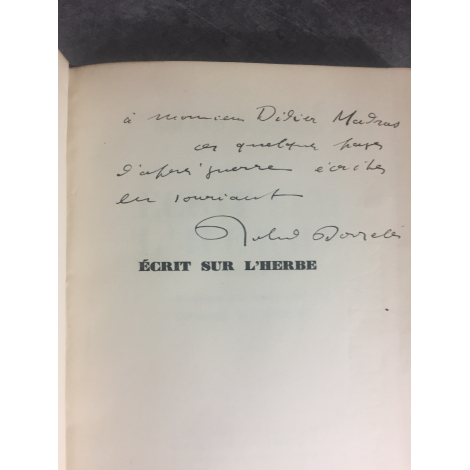 à monsieur Didier Madras
ces quelques pages
d'après guerre écrites
en souriant
Roland Dorgelès
ÉCRIT SUR L'HERBE